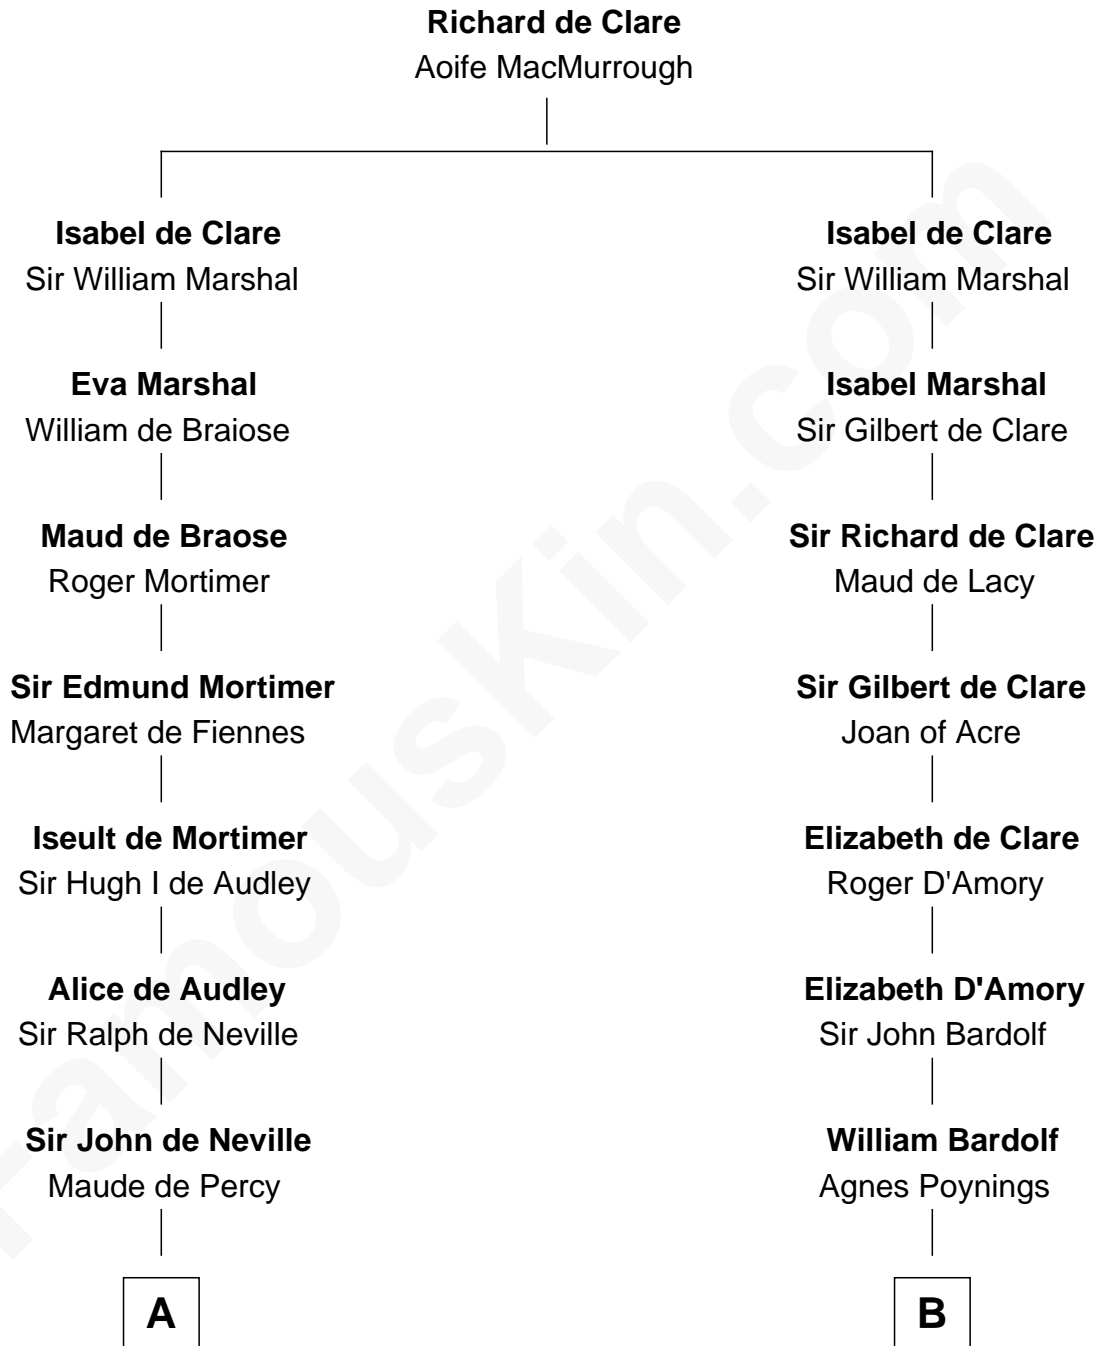 Richard de Clare
Aoife MacMurrough
Isabel de Clare
Sir William Marshal
Isabel de Clare
Sir William Marshal
Eva Marshal
William de Braiose
Isabel Marshal
Sir Gilbert de Clare
Maud de Braose
Roger Mortimer
Sir Richard de Clare
Maud de Lacy
Sir Edmund Mortimer
Margaret de Fiennes
Sir Gilbert de Clare
Joan of Acre
Iseult de Mortimer
Sir Hugh I de Audley
Elizabeth de Clare
Roger D'Amory
Alice de Audley
Sir Ralph de Neville
Elizabeth D'Amory
Sir John Bardolf
Sir John de Neville
Maude de Percy
William Bardolf
Agnes Poynings
A
B
FamousKin.com